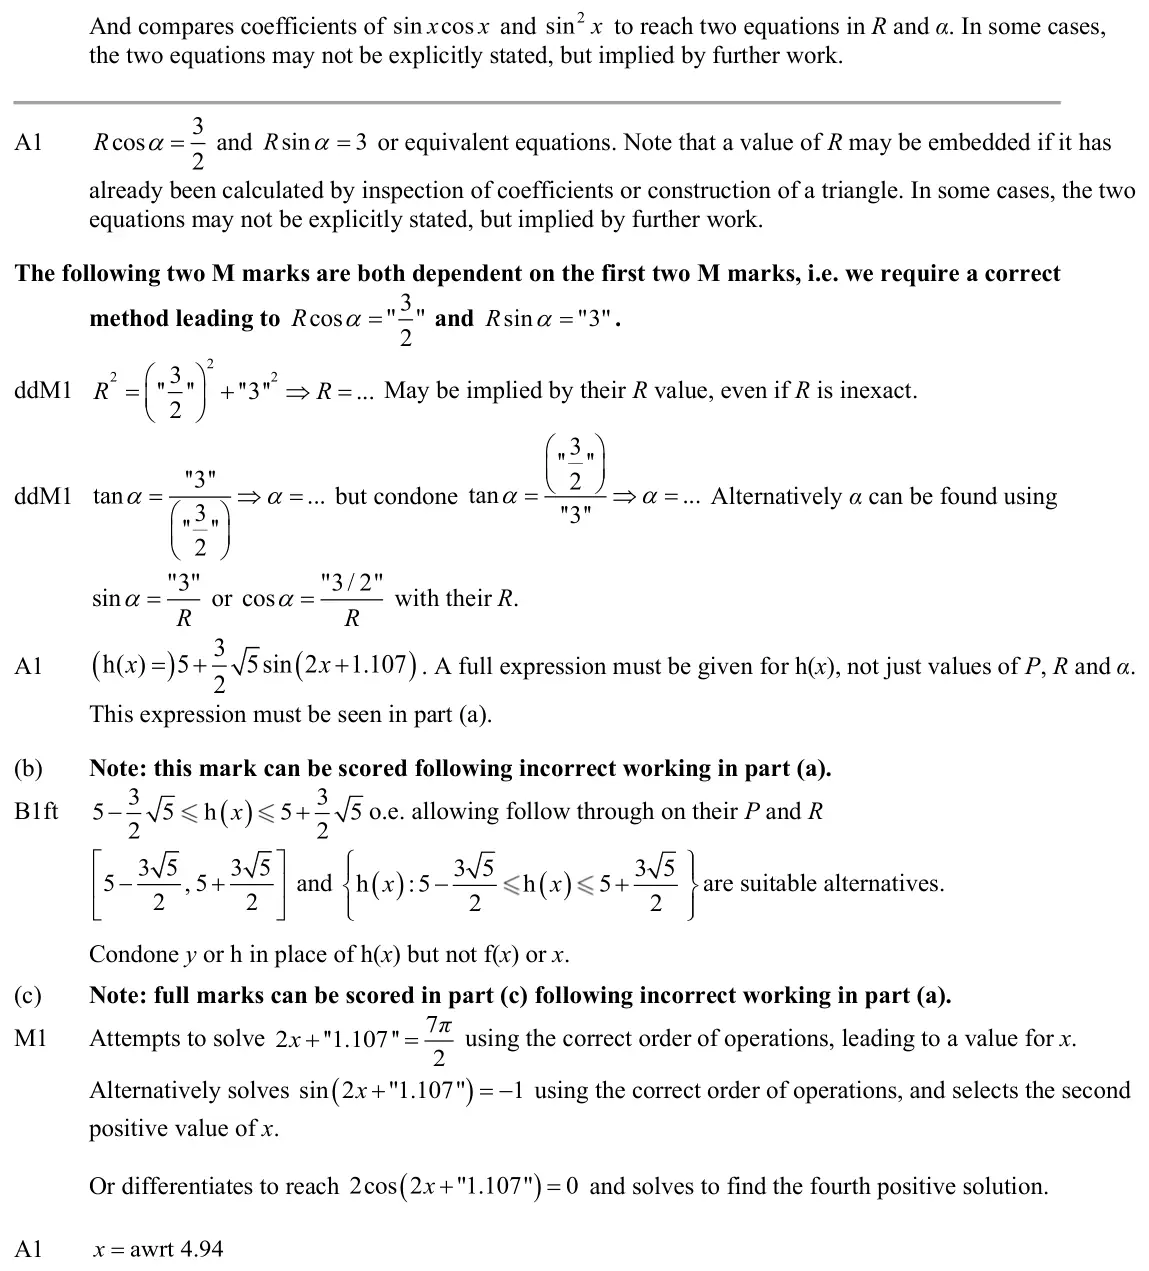 And compares coefficients of sin x cos x and sin² x to reach two equations in R and α. In some cases,
the two equations may not be explicitly stated, but implied by further work.
A1 R cos α = 3/2 and R sin α = 3 or equivalent equations. Note that a value of R may be embedded if it has
already been calculated by inspection of coefficients or construction of a triangle. In some cases, the two
equations may not be explicitly stated, but implied by further work.
The following two M marks are both dependent on the first two M marks, i.e. we require a correct
method leading to R cos α = "3/2" and R sin α = "3".
ddM1 R² = ("3/2")² + "3"² ⇒ R = ... May be implied by their R value, even if R is inexact.
ddM1 tan α = "3"/("3/2") ⇒ α = ... but condone tan α = ("3/2")/"3" ⇒ α = ... Alternatively α can be found using
sin α = "3"/R or cos α = "3/2"/R with their R.
A1 (h(x) =)5 + 3/2 √5 sin(2x + 1.107). A full expression must be given for h(x), not just values of P, R and α.
This expression must be seen in part (a).
(b) Note: this mark can be scored following incorrect working in part (a).
B1ft 5 − 3/2 √5 ⩽ h(x) ⩽ 5 + 3/2 √5 o.e. allowing follow through on their P and R
[5 − 3√5/2, 5 + 3√5/2] and {h(x): 5 − 3√5/2 ⩽ h(x) ⩽ 5 + 3√5/2} are suitable alternatives.
Condone y or h in place of h(x) but not f(x) or x.
(c) Note: full marks can be scored in part (c) following incorrect working in part (a).
M1 Attempts to solve 2x + "1.107" = 7π/2 using the correct order of operations, leading to a value for x.
Alternatively solves sin(2x + "1.107") = −1 using the correct order of operations, and selects the second
positive value of x.
Or differentiates to reach 2cos(2x + "1.107") = 0 and solves to find the fourth positive solution.
A1 x = awrt 4.94